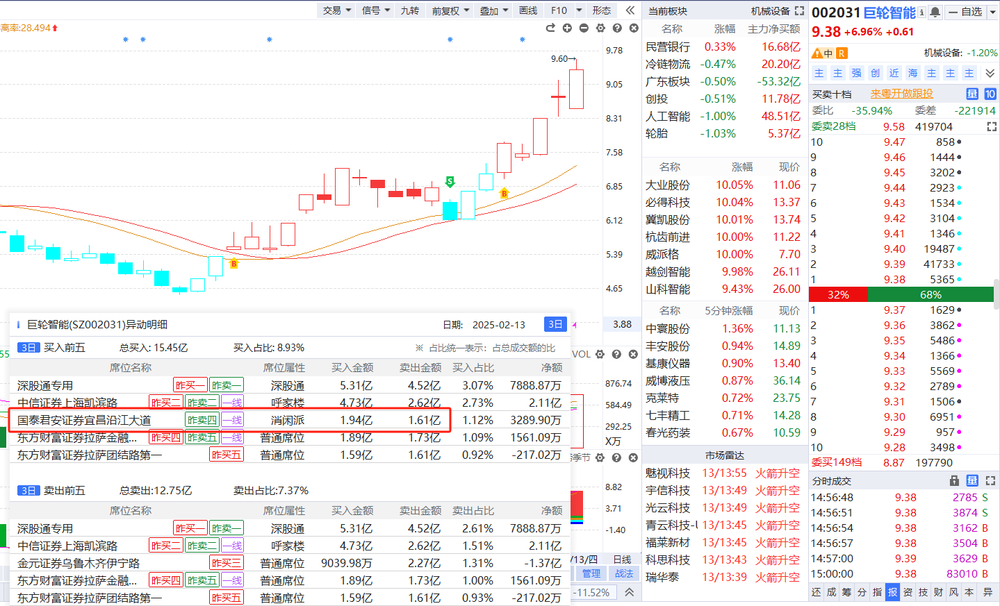 交易 信号 九转 前复权 叠加 画线 F10 形态
离率:28.494
9.60
9.78
9.05
8.31
7.58
6.85
6.12
5.39
4.65
3.88
S
B
B
巨轮智能(SZ002031)异动明细 日期: 2025-02-13 3日
3日 买入前五 总买入: 15.45亿 买入占比: 8.93% ※ 占比统一表示：占总成交额的比
席位名称 席位属性 买入金额 卖出金额 买入占比 净额
深股通专用 昨买一 昨卖一 深股通 5.31亿 4.52亿 3.07% 7888.87万
中信证券上海凯滨路 昨买二 昨卖二 一线 呼家楼 4.73亿 2.62亿 2.73% 2.11亿
国泰君安证券宜昌沿江大道 昨卖四 一线 消闲派 1.94亿 1.61亿 1.12% 3289.90万
东方财富证券拉萨金融... 昨买四 昨卖五 一线 普通席位 1.89亿 1.73亿 1.09% 1561.09万
东方财富证券拉萨团结路第一 昨买五 普通席位 1.59亿 1.61亿 0.92% -217.02万
3日 卖出前五 总卖出:12.75亿 卖出占比:7.37%
席位名称 席位属性 买入金额 卖出金额 卖出占比 净额
深股通专用 昨买一 昨卖一 深股通 5.31亿 4.52亿 2.61% 7888.87万
中信证券上海凯滨路 昨买二 昨卖二 一线 呼家楼 4.73亿 2.62亿 1.51% 2.11亿
金元证券乌鲁木齐伊宁路 昨买三 普通席位 9039.98万 2.27亿 1.31% -1.37亿
东方财富证券拉萨金融... 昨买四 昨卖五 一线 普通席位 1.89亿 1.73亿 1.00% 1561.09万
东方财富证券拉萨团结路第一 昨买五 普通席位 1.59亿 1.61亿 0.93% -217.02万
55
VOL
876.74
584.49
292.25
X万
季节
8.82
3.71
-1.40
/13/四 日线
管理 战法
-11.52%
当前板块 机械设备
名称 涨幅 主力净买额
民营银行 0.33% 16.68亿
冷链物流 -0.47% 20.20亿
广东板块 -0.50% -53.32亿
创投 -0.51% 11.78亿
人工智能 -1.00% 48.51亿
轮胎 -1.03% 5.37亿
名称 涨幅 现价
大业股份 10.05% 11.06
必得科技 10.04% 13.37
冀凯股份 10.01% 13.74
杭齿前进 10.00% 11.22
威派格 10.00% 7.70
越剑智能 9.98% 26.11
山科智能 9.43% 26.00
名称 5分钟涨幅 现价
中寰股份 1.36% 11.13
丰安股份 0.94% 14.89
基康仪器 0.90% 13.40
威博液压 0.87% 36.14
克莱特 0.72% 23.75
七丰精工 0.71% 14.28
春光药装 0.67% 10.59
市场雷达
魅视科技 13/13:55 火箭升空
宇信科技 13/13:49 火箭升空
光云科技 13/13:49 火箭升空
青云科技-U 13/13:45 火箭升空
福莱新材 13/13:45 火箭升空
科思科技 13/13:43 火箭升空
瑞华泰 13/13:39 火箭升空
002031 巨轮智能 自选
9.38 +6.96% +0.61
中 R 机械设备: -1.20%
主 主 强 创 近 海 主 主 主
买卖十档 来粤开做跟投 量 10
委比 -35.94% 委差 -221914
委卖28档 9.58 419704
10 9.47 858
9 9.46 1444
8 9.45 3202
7 9.44 2923
6 9.43 1534
5 9.42 3104
4 9.41 1346
3 9.40 19487
2 9.39 41733
1 9.38 5365
32% 68%
1 9.37 1629
2 9.36 3862
3 9.35 5486
4 9.34 1366
5 9.33 5569
6 9.32 2789
7 9.31 1506
8 9.30 6951
9 9.29 957
10 9.28 3498
委买149档 8.87 197790
分时成交 量
14:56:48 9.38 2785 S
14:56:51 9.38 3874 S
14:56:54 9.38 3162 B
14:56:57 9.38 3504 B
14:57:00 9.39 3629 B
15:00:00 9.38 83010 B
还 成 筹 分 指 报 资 技 财 风 本 异